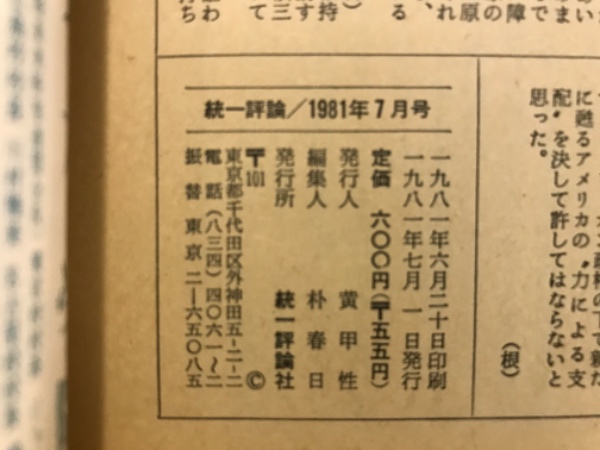 に甦るアメリカの〝力〟による支
配〟を決して許してはならないと
思った。
(根)
統一評論/1981年7月号
一九八一年六月二十日印刷
一九八一年七月一日発行
定価 六〇〇円(〒五五円)
発行人 黄甲性
編集人 朴春日
発行所 統一評論社
〒101
東京都千代田区外神田五-二-二
電話(八三四)四〇六一~二 ©
振替東京二-六五〇八五